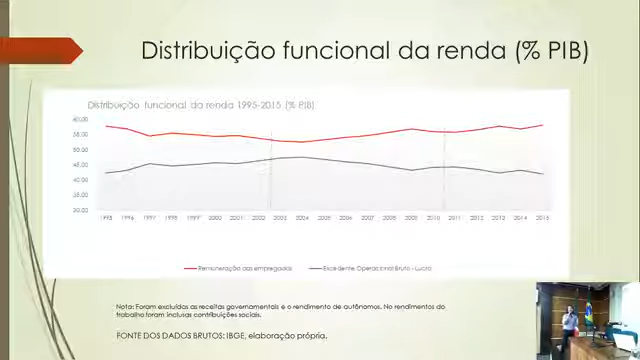 Distribuição funcional da renda (% PIB)
Distribuição funcional da renda 1995-2015 (% PIB)
60,00
55,00
50,00
45,00
40,00
35,00
30,00
1995 1996 1997 1998 1999 2000 2001 2002 2003 2004 2005 2006 2007 2008 2009 2010 2011 2012 2013 2014 2015
Remuneração dos empregados
Excedente Operacional Bruto - Lucro
Nota: Foram excluídas as receitas governamentais e o rendimento de autônomos. No rendimentos do
trabalho foram inclusas contribuições sociais.
FONTE DOS DADOS BRUTOS: IBGE, elaboração própria.